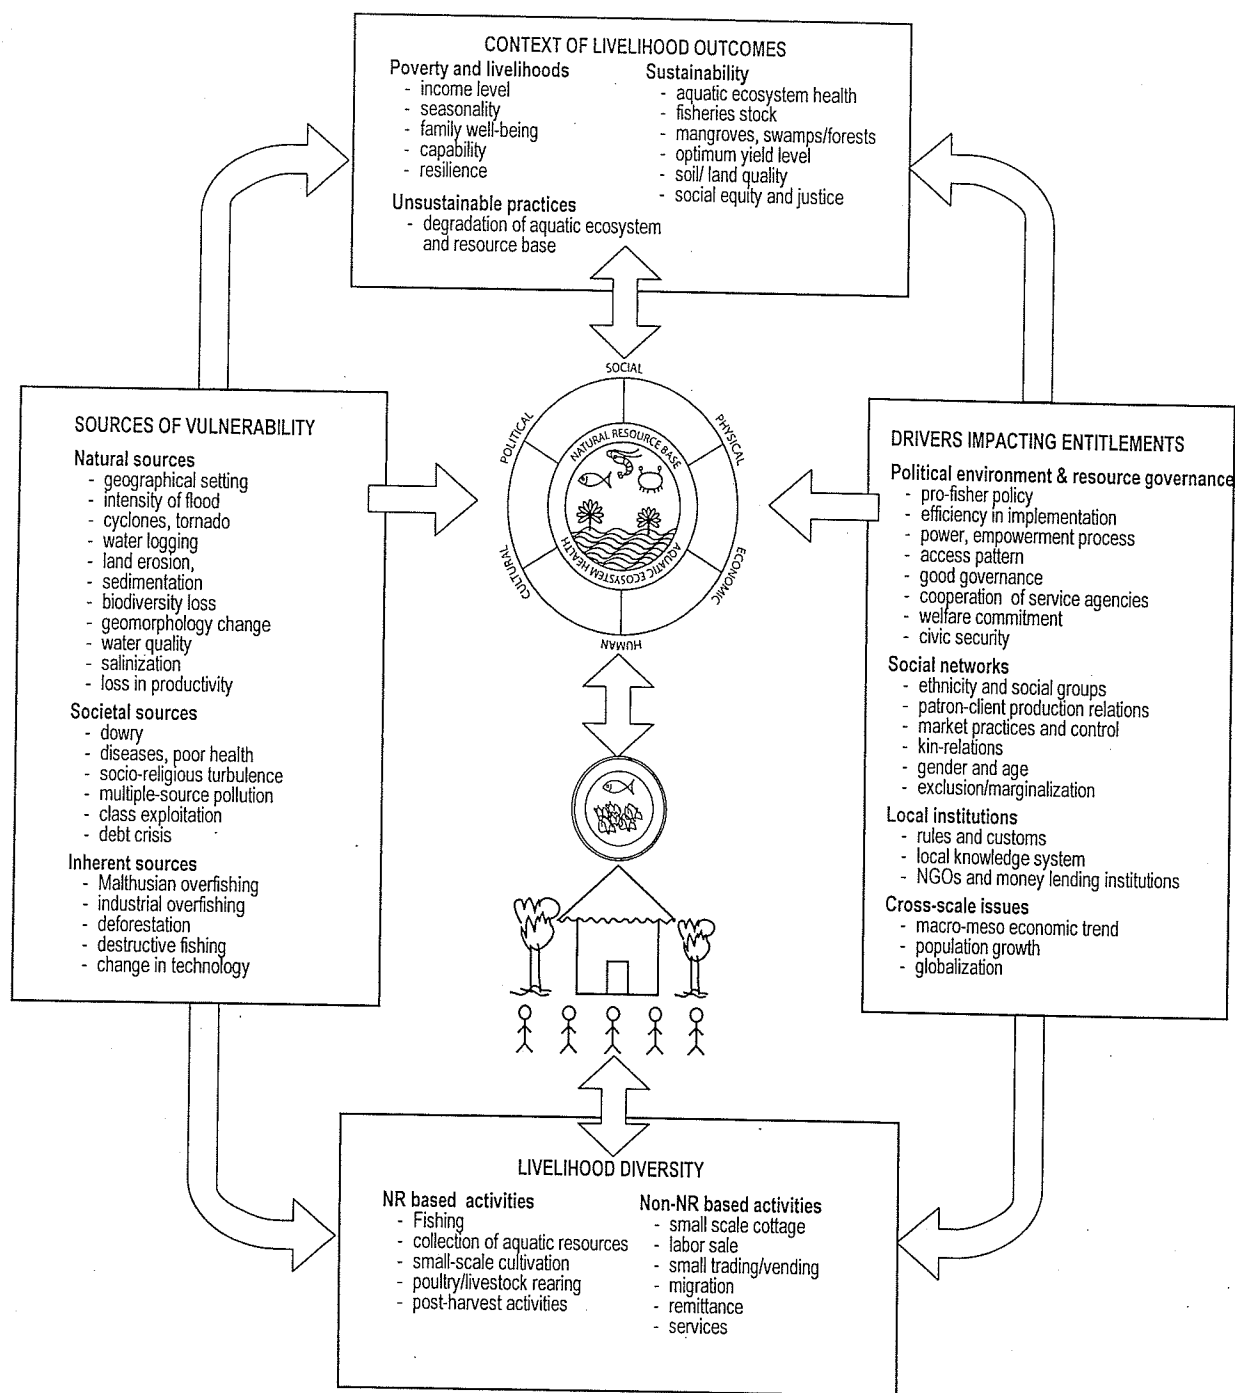 CONTEXT OF LIVELIHOOD OUTCOMES
Poverty and livelihoods
- income level
- seasonality
- family well-being
- capability
- resilience
Unsustainable practices
- degradation of aquatic ecosystem
and resource base
Sustainability
- aquatic ecosystem health
- fisheries stock
- mangroves, swamps/forests
- optimum yield level
- soil/ land quality
- social equity and justice
SOURCES OF VULNERABILITY
Natural sources
- geographical setting
- intensity of flood
- cyclones, tornado
- water logging
- land erosion,
- sedimentation
- biodiversity loss
- geomorphology change
- water quality
- salinization
- loss in productivity
Societal sources
- dowry
- diseases, poor health
- socio-religious turbulence
- multiple-source pollution
- class exploitation
- debt crisis
Inherent sources
- Malthusian overfishing
- industrial overfishing
- deforestation
- destructive fishing
- change in technology
SOCIAL
PHYSICAL
ECONOMIC
HUMAN
CULTURAL
POLITICAL
NATURAL RESOURCE BASE
AQUATIC ECOSYSTEM HEALTH
DRIVERS IMPACTING ENTITLEMENTS
Political environment & resource governance
- pro-fisher policy
- efficiency in implementation
- power, empowerment process
- access pattern
- good governance
- cooperation of service agencies
- welfare commitment
- civic security
Social networks
- ethnicity and social groups
- patron-client production relations
- market practices and control
- kin-relations
- gender and age
- exclusion/marginalization
Local institutions
- rules and customs
- local knowledge system
- NGOs and money lending institutions
Cross-scale issues
- macro-meso economic trend
- population growth
- globalization
LIVELIHOOD DIVERSITY
NR based activities
- Fishing
- collection of aquatic resources
- small-scale cultivation
- poultry/livestock rearing
- post-harvest activities
Non-NR based activities
- small scale cottage
- labor sale
- small trading/vending
- migration
- remittance
- services